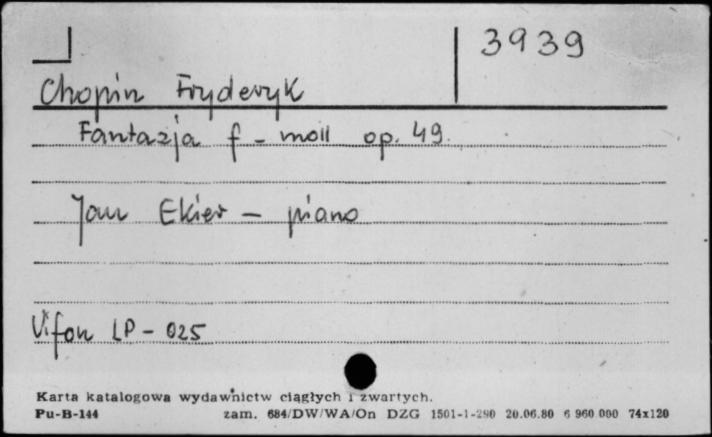 3939
Chopin Fryderyk
Fantazja f-moll op. 49.
Jan Ekier – piano
Vifon LP-025
Karta katalogowa wydawnictw ciągłych i zwartych.
Pu-B-144 zam. 684/DW/WA/On DZG 1501-1-290 20.06.80 6 960 000 74x120